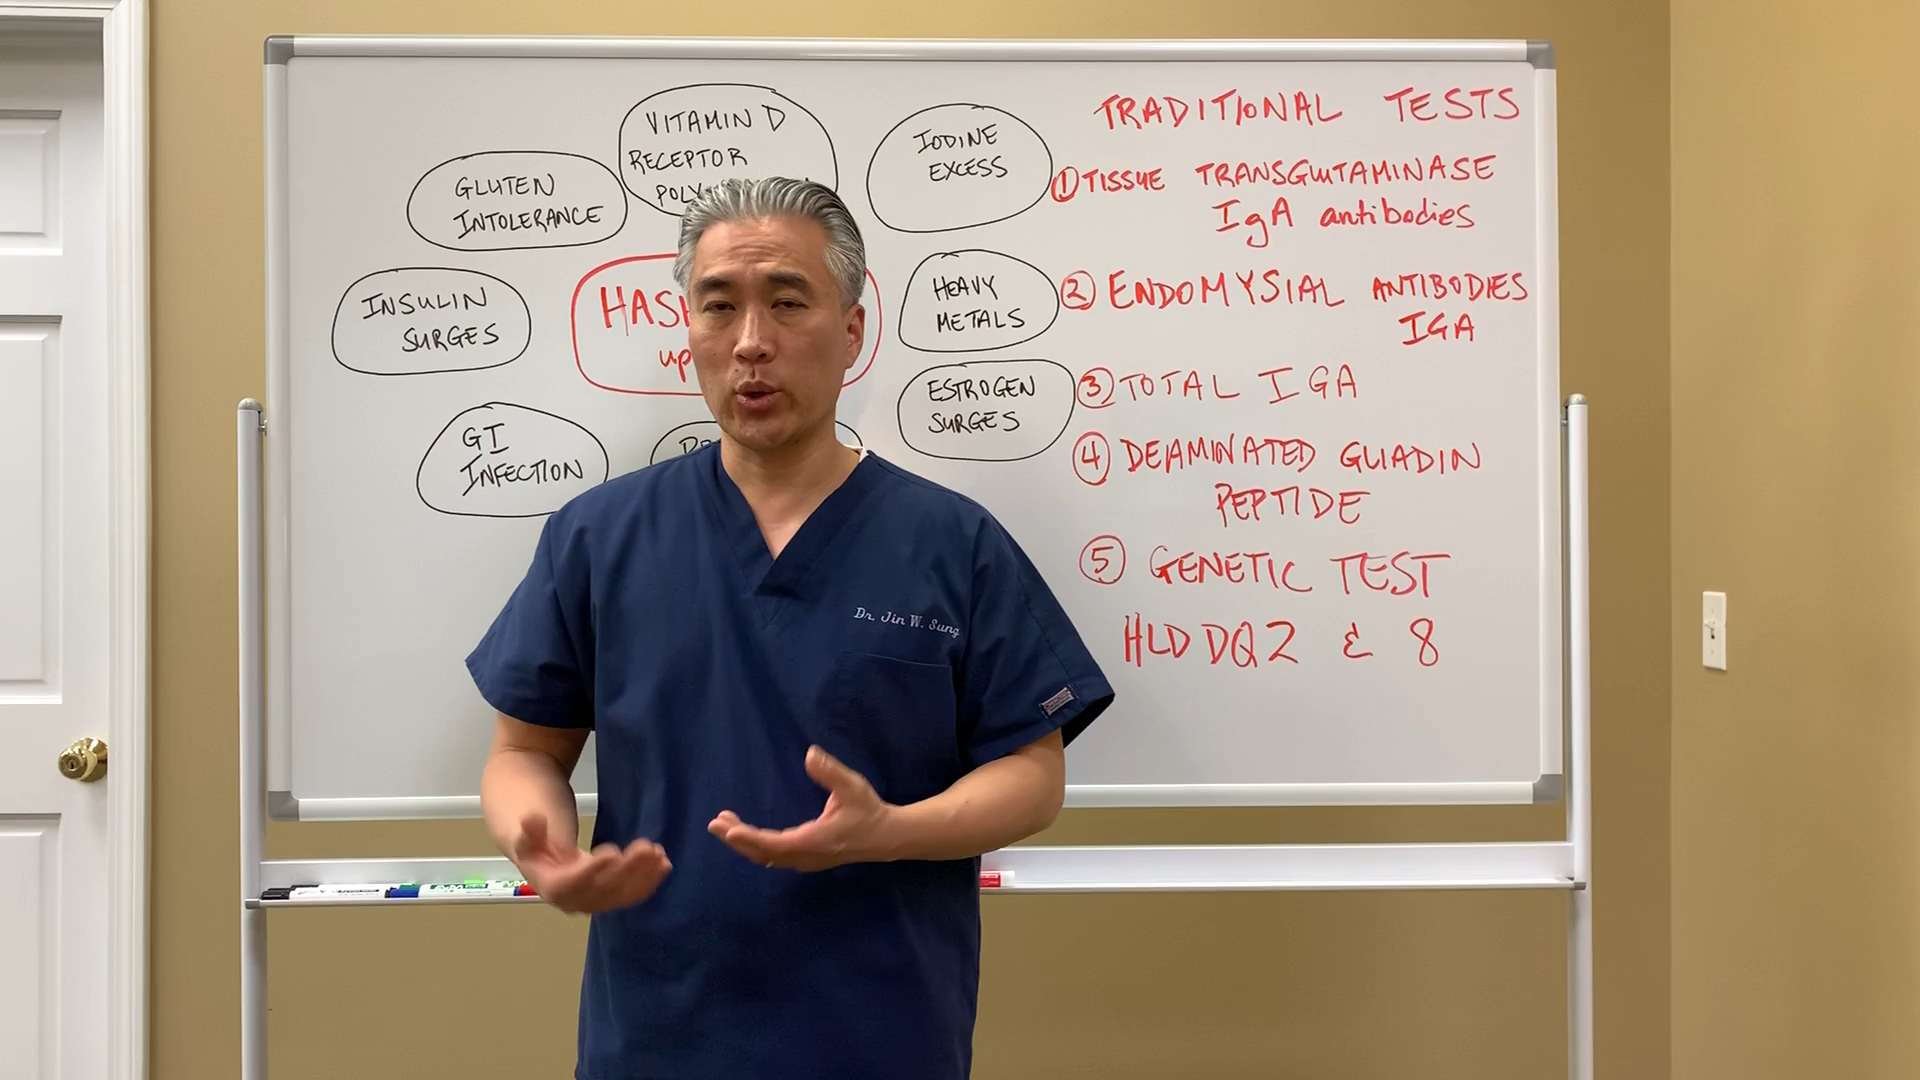 VITAMIN D
RECEPTOR
GLUTEN
INTOLERANCE
IODINE
EXCESS
INSULIN
SURGES
HEAVY
METALS
ESTROGEN
SURGES
GI
INFECTION
TRADITIONAL TESTS
① TISSUE TRANSGLUTAMINASE
IgA antibodies
② ENDOMYSIAL ANTIBODIES
IGA
③ TOTAL IGA
④ DEAMINATED GLIADIN
PEPTIDE
⑤ GENETIC TEST
HLD DQ2 & 8
Dr. Jin W. Sung